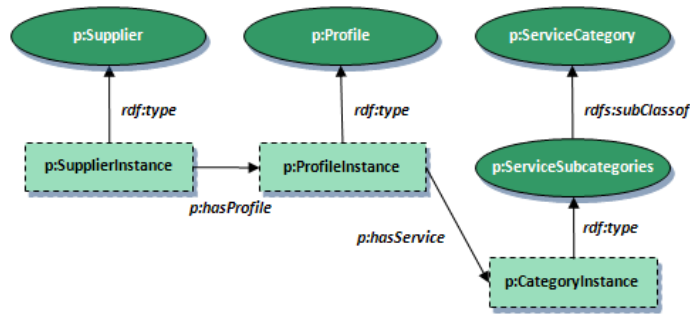 p:Supplier
p:Profile
p:ServiceCategory
rdf:type
rdf:type
rdfs:subClassof
p:SupplierInstance
p:ProfileInstance
p:ServiceSubcategories
p:hasProfile
p:hasService
rdf:type
p:CategoryInstance